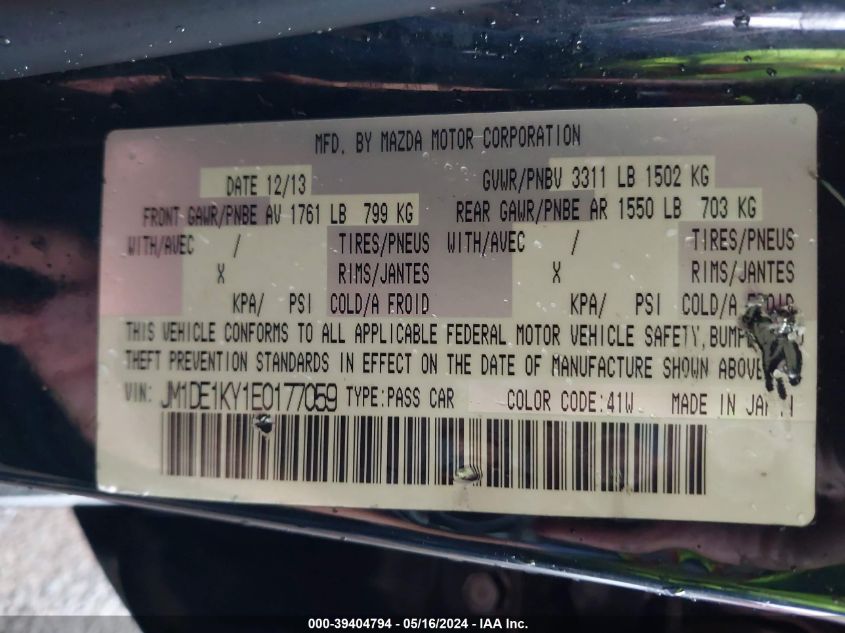 MFD. BY MAZDA MOTOR CORPORATION
DATE 12/13 GVWR/PNBV 3311 LB 1502 KG
FRONT GAWR/PNBE AV 1761 LB 799 KG REAR GAWR/PNBE AR 1550 LB 703 KG
WITH/AVEC / TIRES/PNEUS WITH/AVEC / TIRES/PNEUS
X RIMS/JANTES X RIMS/JANTES
KPA/ PSI COLD/A FROID KPA/ PSI COLD/A FROID
THIS VEHICLE CONFORMS TO ALL APPLICABLE FEDERAL MOTOR VEHICLE SAFETY,
THEFT PREVENTION STANDARDS IN EFFECT ON THE DATE OF MANUFACTURE SHOWN ABOVE
VIN: JM1DE1KY1E0177059 TYPE:PASS CAR COLOR CODE:41W MADE IN
000-39404794 - 05/16/2024 - IAA Inc.